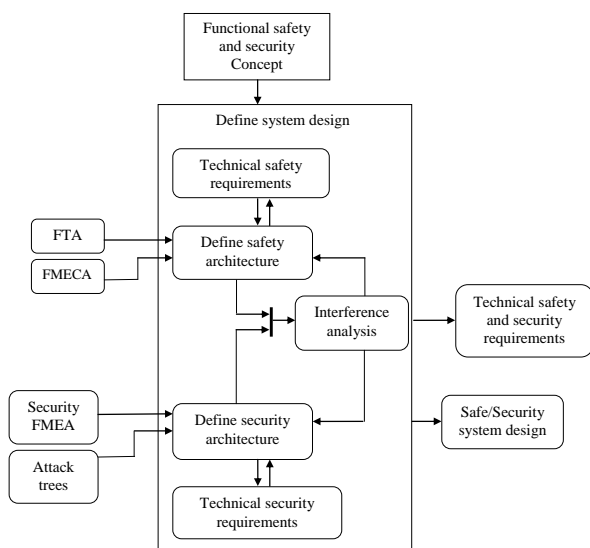 Functional safety
and security
Concept
Define system design
Technical safety
requirements
FTA
FMECA
Define safety
architecture
Interference
analysis
Technical safety
and security
requirements
Security
FMEA
Attack
trees
Define security
architecture
Safe/Security
system design
Technical security
requirements